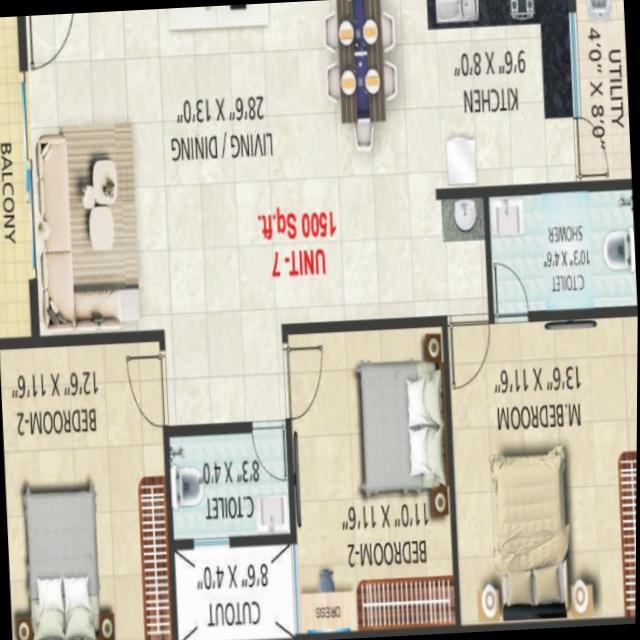 LIVING / DINING
28'6" X 13'0"
KITCHEN
9'6" X 8'0"
UTILITY
4'0" X 8'0"
BALCONY
UNIT-7
1500 Sq.ft.
C.TOILET
10'3" X 4'6"
SHOWER
BEDROOM-2
12'6" X 11'6"
C.TOILET
8'3" X 4'0"
CUTOUT
8'6" X 4'0"
BEDROOM-2
11'0" X 11'6"
DRESS
M.BEDROOM
13'6" X 11'6"